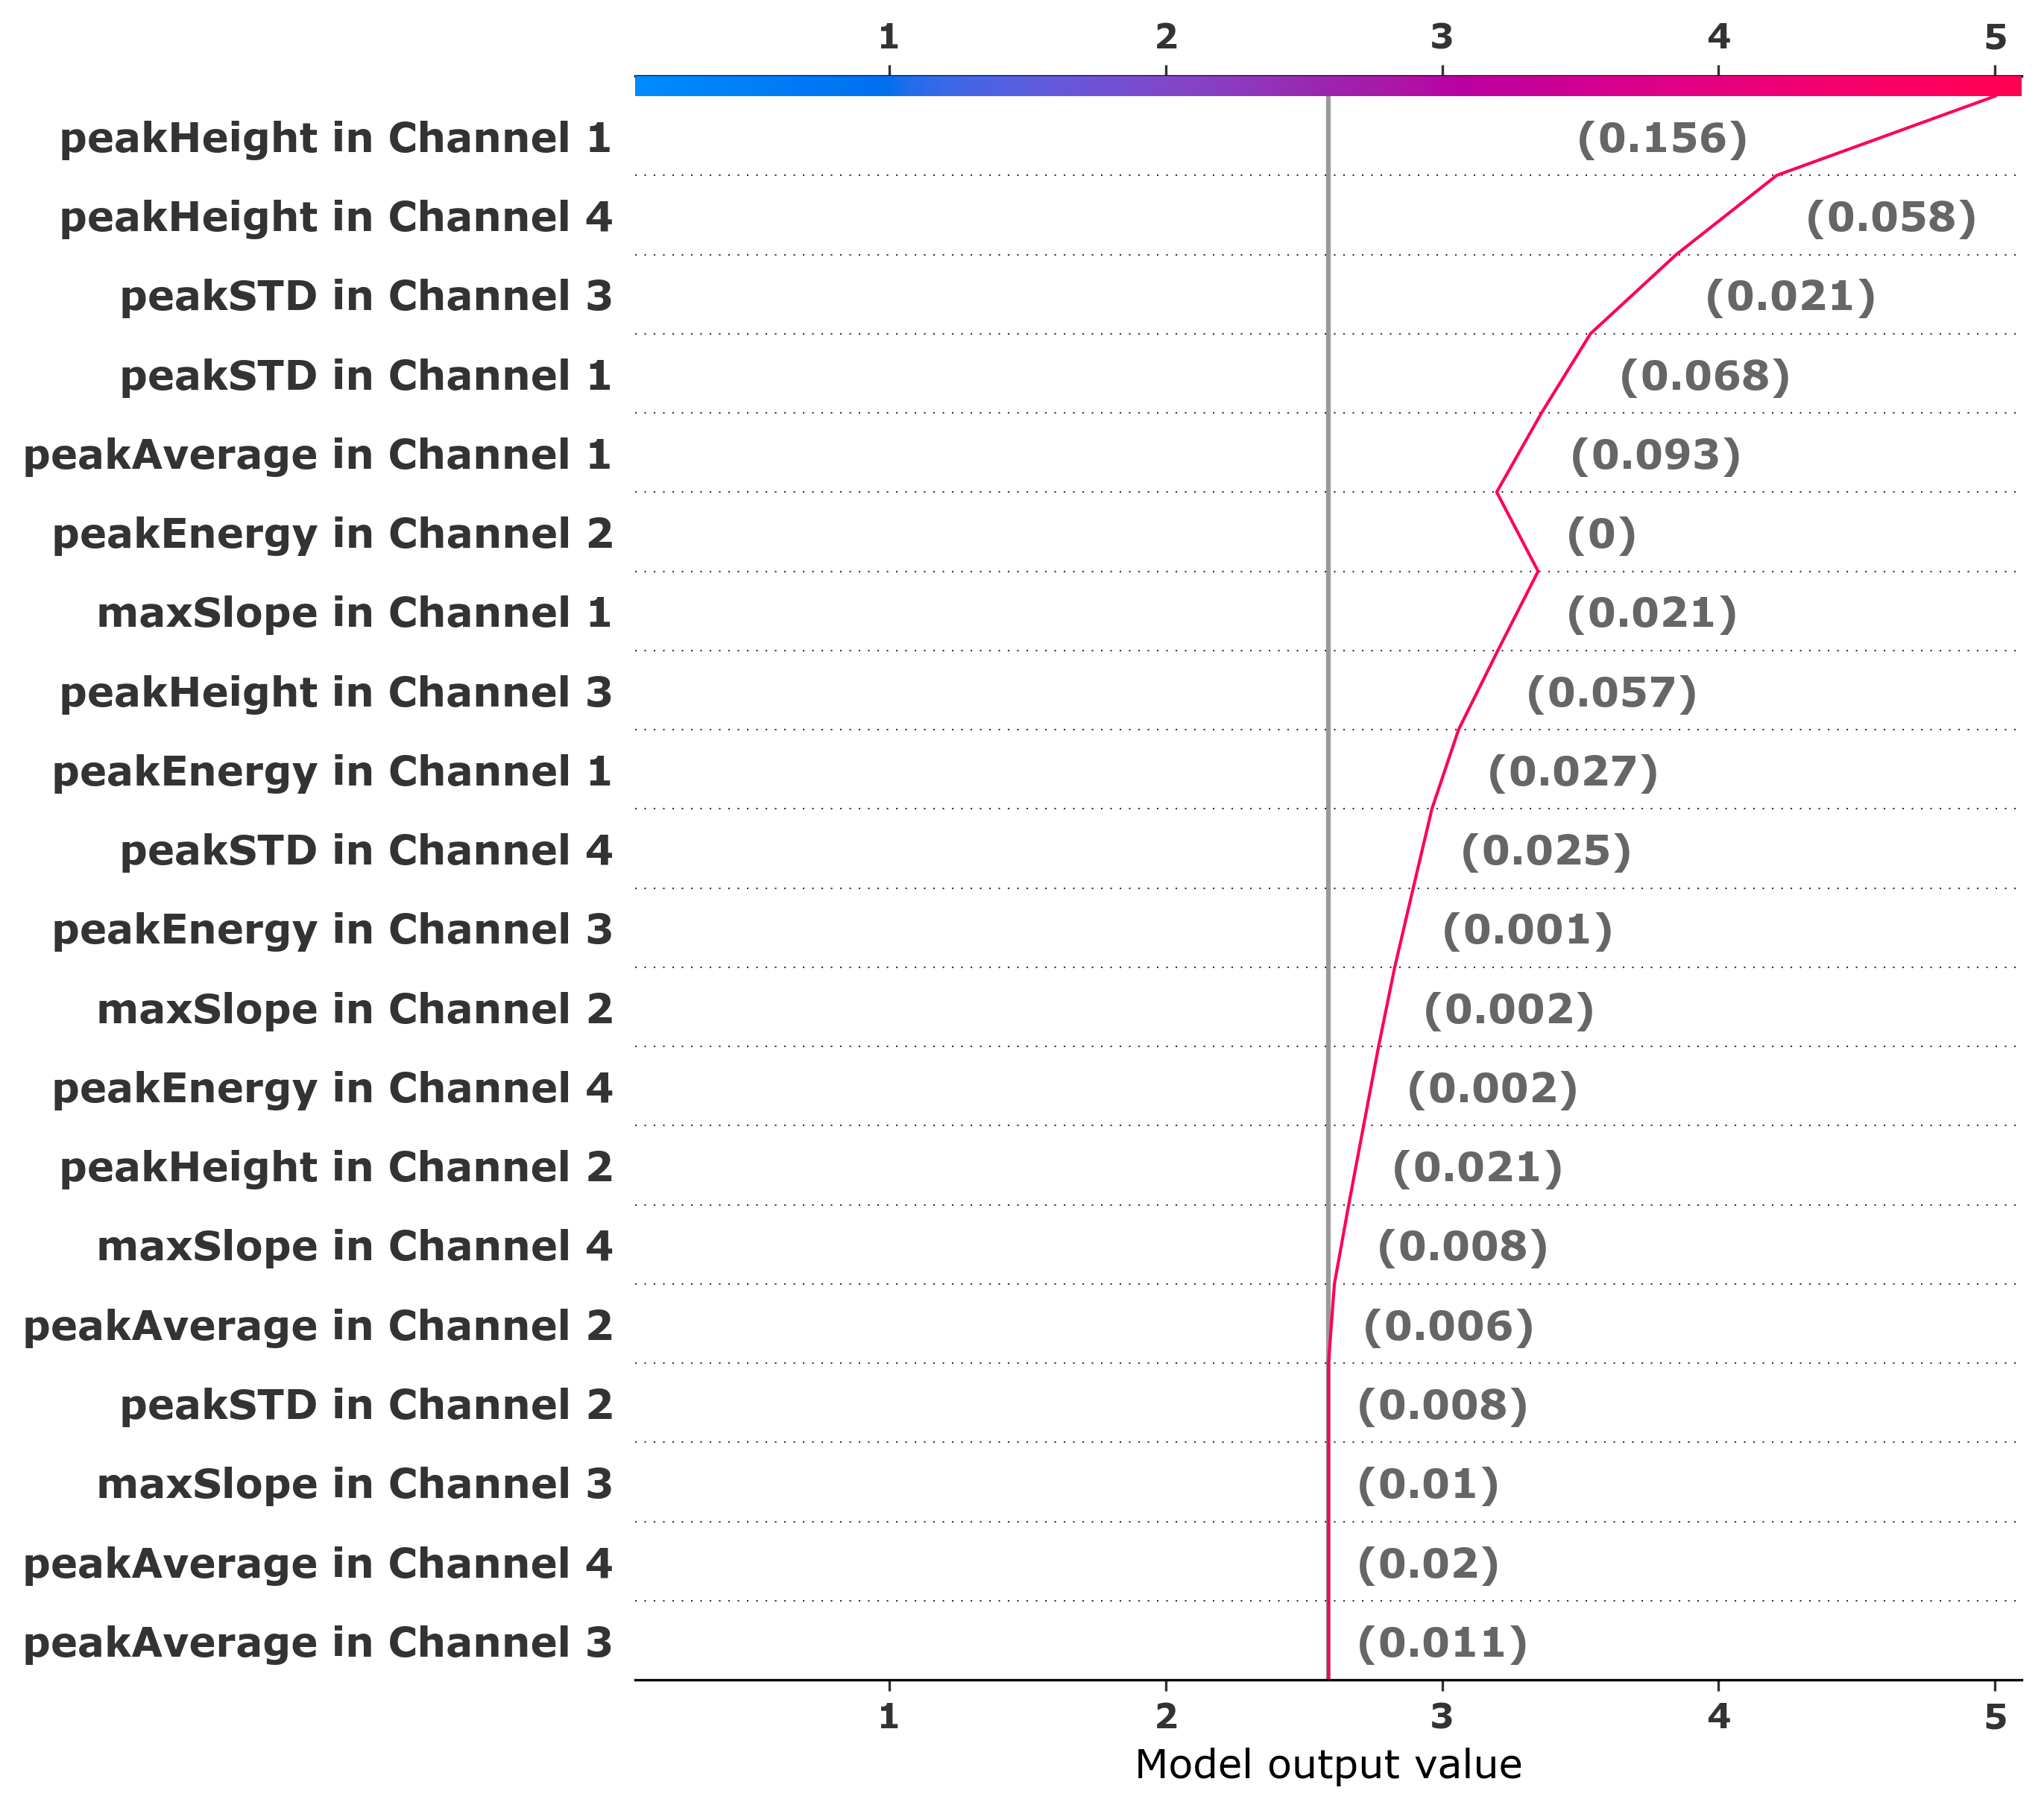 1 2 3 4 5
peakHeight in Channel 1 (0.156)
peakHeight in Channel 4 (0.058)
peakSTD in Channel 3 (0.021)
peakSTD in Channel 1 (0.068)
peakAverage in Channel 1 (0.093)
peakEnergy in Channel 2 (0)
maxSlope in Channel 1 (0.021)
peakHeight in Channel 3 (0.057)
peakEnergy in Channel 1 (0.027)
peakSTD in Channel 4 (0.025)
peakEnergy in Channel 3 (0.001)
maxSlope in Channel 2 (0.002)
peakEnergy in Channel 4 (0.002)
peakHeight in Channel 2 (0.021)
maxSlope in Channel 4 (0.008)
peakAverage in Channel 2 (0.006)
peakSTD in Channel 2 (0.008)
maxSlope in Channel 3 (0.01)
peakAverage in Channel 4 (0.02)
peakAverage in Channel 3 (0.011)
1 2 3 4 5
Model output value